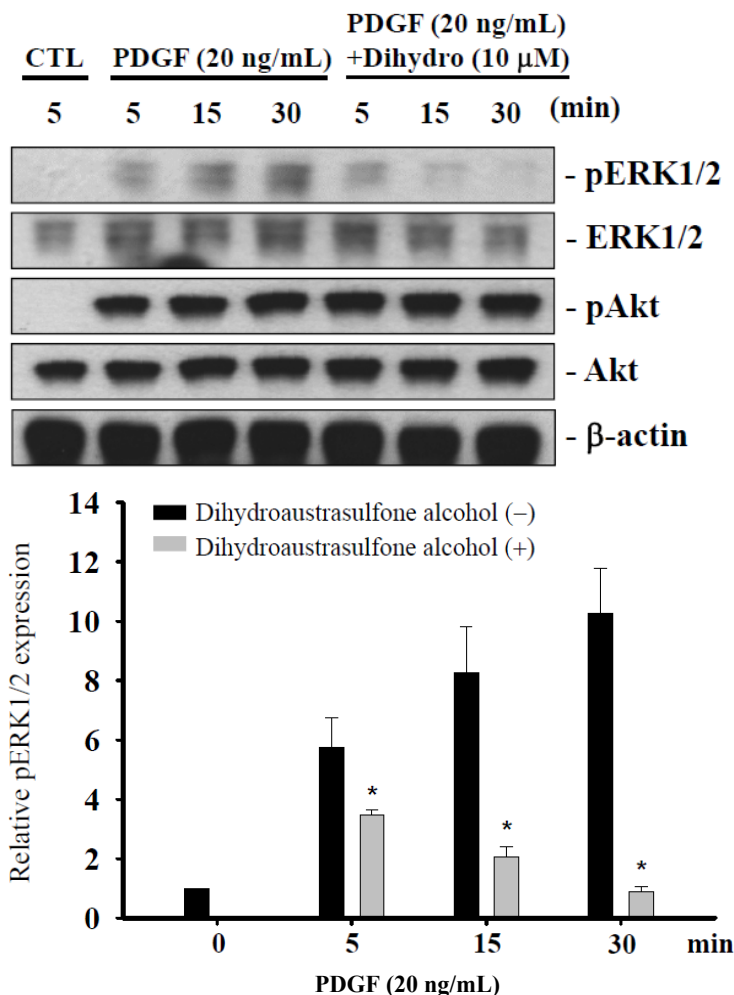 PDGF (20 ng/mL)
CTL PDGF (20 ng/mL) +Dihydro (10 μM)
5 5 15 30 5 15 30 (min)
- pERK1/2
- ERK1/2
- pAkt
- Akt
- β-actin
14
12
10
8
6
4
2
0
Relative pERK1/2 expression
Dihydroaustrasulfone alcohol (−)
Dihydroaustrasulfone alcohol (+)
*
*
*
0 5 15 30 min
PDGF (20 ng/mL)